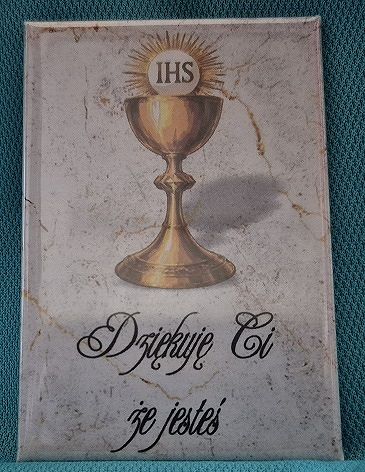 IHS
Dziękuję Ci
że jesteś